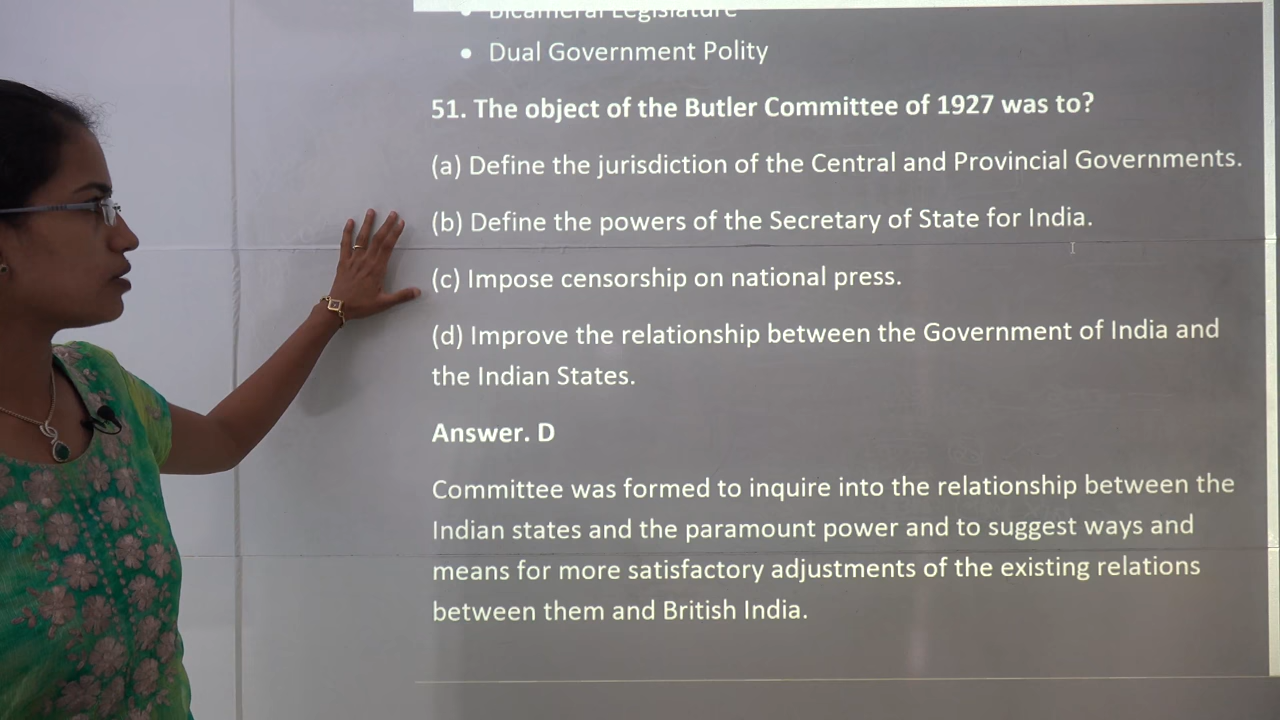 • Bicameral Legislature
• Dual Government Polity
51. The object of the Butler Committee of 1927 was to?
(a) Define the jurisdiction of the Central and Provincial Governments.
(b) Define the powers of the Secretary of State for India.
(c) Impose censorship on national press.
(d) Improve the relationship between the Government of India and
the Indian States.
Answer. D
Committee was formed to inquire into the relationship between the
Indian states and the paramount power and to suggest ways and
means for more satisfactory adjustments of the existing relations
between them and British India.